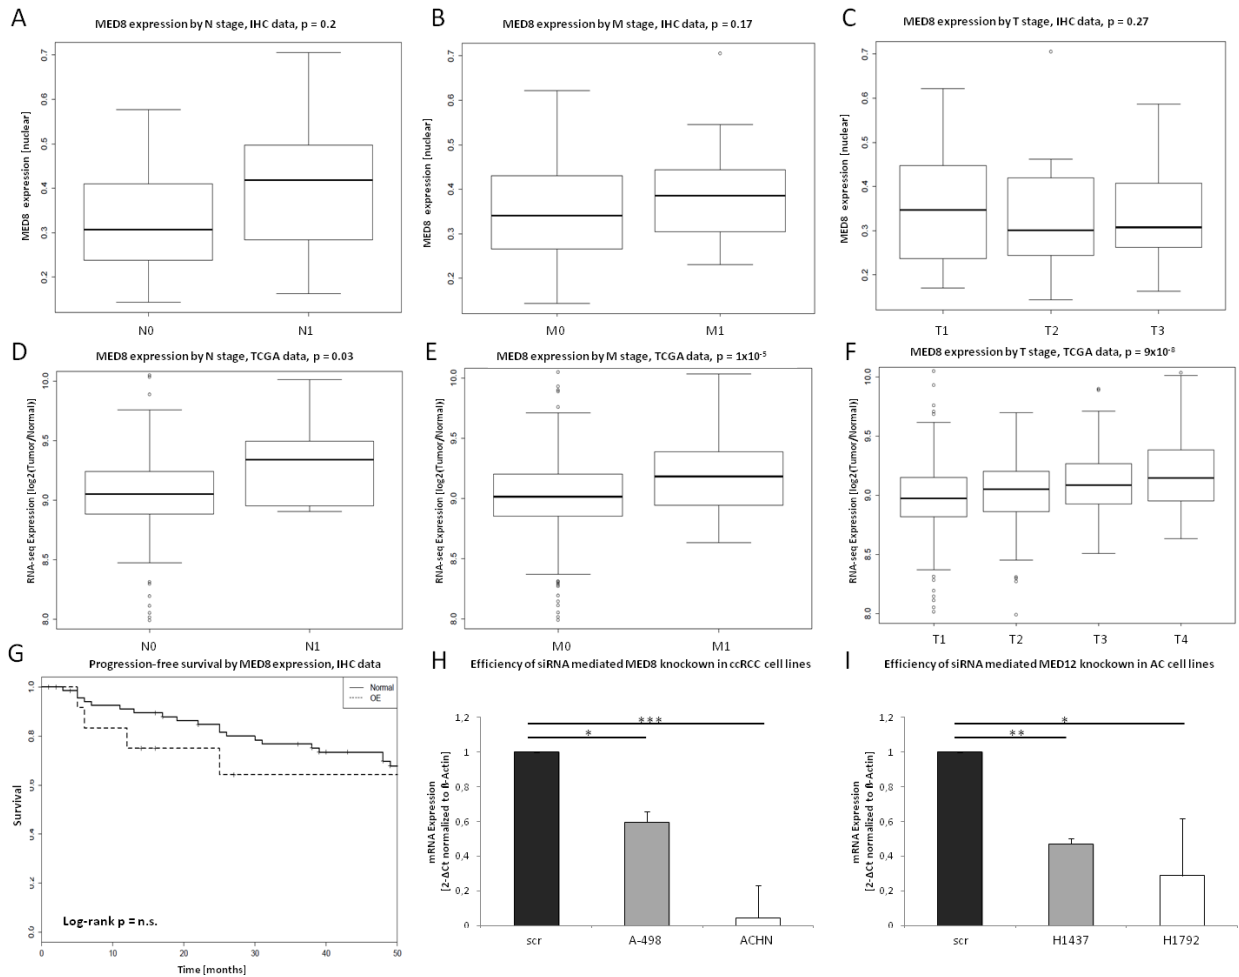 A
MED8 expression by N stage, IHC data, p = 0.2
MED8 expression [nuclear]
0.7
0.6
0.5
0.4
0.3
0.2
N0 N1
B
MED8 expression by M stage, IHC data, p = 0.17
MED8 expression [nuclear]
0.7
0.6
0.5
0.4
0.3
0.2
M0 M1
C
MED8 expression by T stage, IHC data, p = 0.27
MED8 expression [nuclear]
0.7
0.6
0.5
0.4
0.3
0.2
T1 T2 T3
D
MED8 expression by N stage, TCGA data, p = 0.03
RNA-seq Expression [log2(Tumor/Normal)]
10.0
9.5
9.0
8.5
8.0
N0 N1
E
MED8 expression by M stage, TCGA data, p = 1x10⁻⁵
RNA-seq Expression [log2(Tumor/Normal)]
10.0
9.5
9.0
8.5
8.0
M0 M1
F
MED8 expression by T stage, TCGA data, p = 9x10⁻⁸
RNA-seq Expression [log2(Tumor/Normal)]
10.0
9.5
9.0
8.5
8.0
T1 T2 T3 T4
G
Progression-free survival by MED8 expression, IHC data
Normal
OE
Survival
1.0
0.8
0.6
0.4
0.2
0.0
Log-rank p = n.s.
0 10 20 30 40 50
Time [months]
H
Efficiency of siRNA mediated MED8 knockown in ccRCC cell lines
mRNA Expression
[2-ΔCt normalized to ß-Actin]
1,2
1
0,8
0,6
0,4
0,2
0
***
*
scr A-498 ACHN
I
Efficiency of siRNA mediated MED12 knockown in AC cell lines
mRNA Expression
[2-ΔCt normalized to ß-Actin]
1,2
1
0,8
0,6
0,4
0,2
0
*
**
scr H1437 H1792